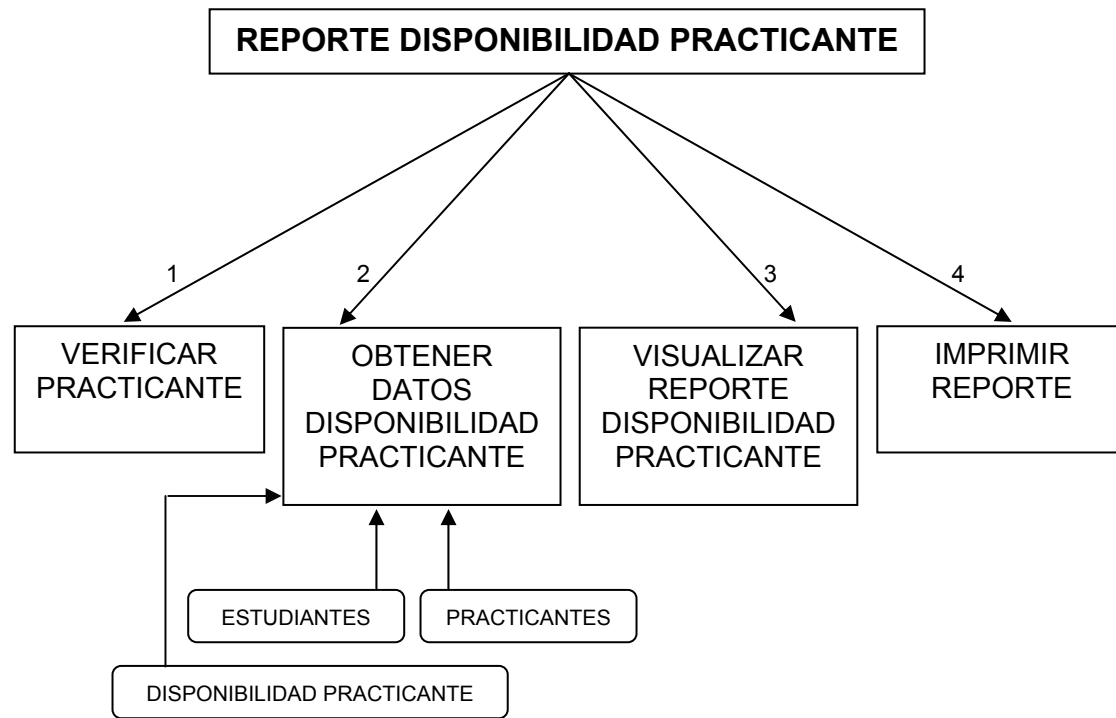 REPORTE DISPONIBILIDAD PRACTICANTE
1
2
3
4
VERIFICAR
PRACTICANTE
OBTENER
DATOS
DISPONIBILIDAD
PRACTICANTE
VISUALIZAR
REPORTE
DISPONIBILIDAD
PRACTICANTE
IMPRIMIR
REPORTE
ESTUDIANTES
PRACTICANTES
DISPONIBILIDAD PRACTICANTE